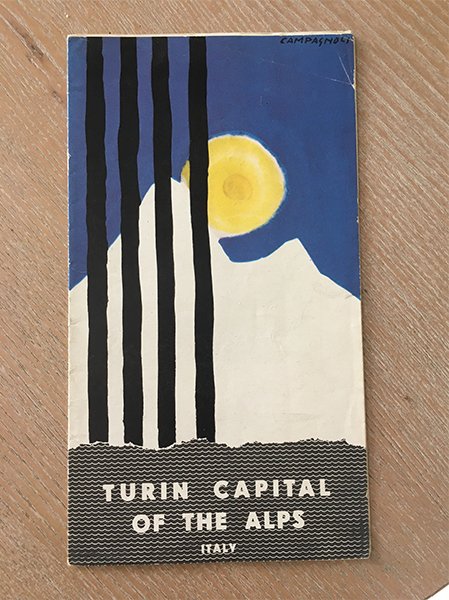 CAMPAGNOLI
TURIN CAPITAL
OF THE ALPS
ITALY